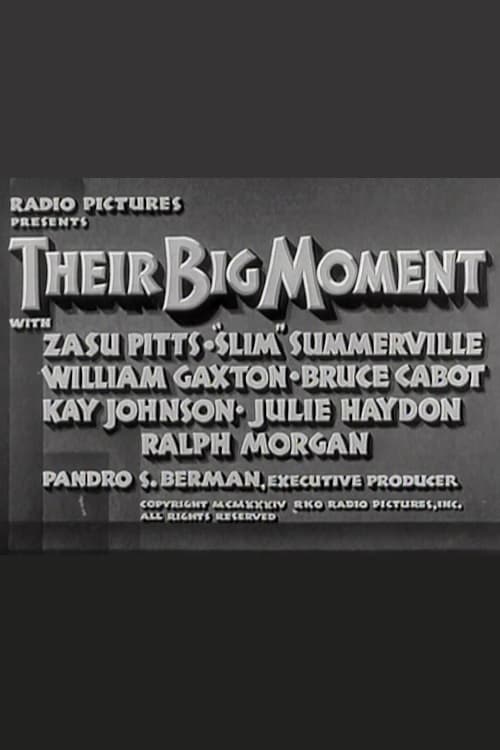 RADIO PICTURES
PRESENTS
THEIR BIG MOMENT
WITH
ZASU PITTS · "SLIM" SUMMERVILLE
WILLIAM GAXTON · BRUCE CABOT
KAY JOHNSON · JULIE HAYDON
RALPH MORGAN
PANDRO S. BERMAN, EXECUTIVE PRODUCER
COPYRIGHT MCMXXXIV RKO RADIO PICTURES, INC.
ALL RIGHTS RESERVED